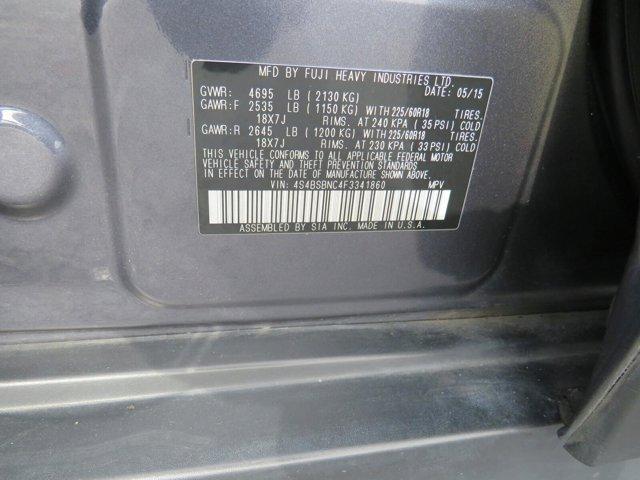 MFD BY FUJI HEAVY INDUSTRIES LTD.
GVWR: 4695 LB (2130 KG) DATE: 05/15
GAWR:F 2535 LB (1150 KG) WITH 225/60R18 TIRES.
18X7J RIMS. AT 240 KPA (35 PSI) COLD
GAWR:R 2645 LB (1200 KG) WITH 225/60R18 TIRES.
18X7J RIMS. AT 230 KPA (33 PSI) COLD
THIS VEHICLE CONFORMS TO ALL APPLICABLE FEDERAL MOTOR
VEHICLE SAFETY AND THEFT PREVENTION STANDARDS
IN EFFECT ON THE DATE OF MANUFACTURE SHOWN ABOVE.
VIN: 4S4BSBNC4F3341860 MPV
ASSEMBLED BY SIA INC. MADE IN U.S.A.